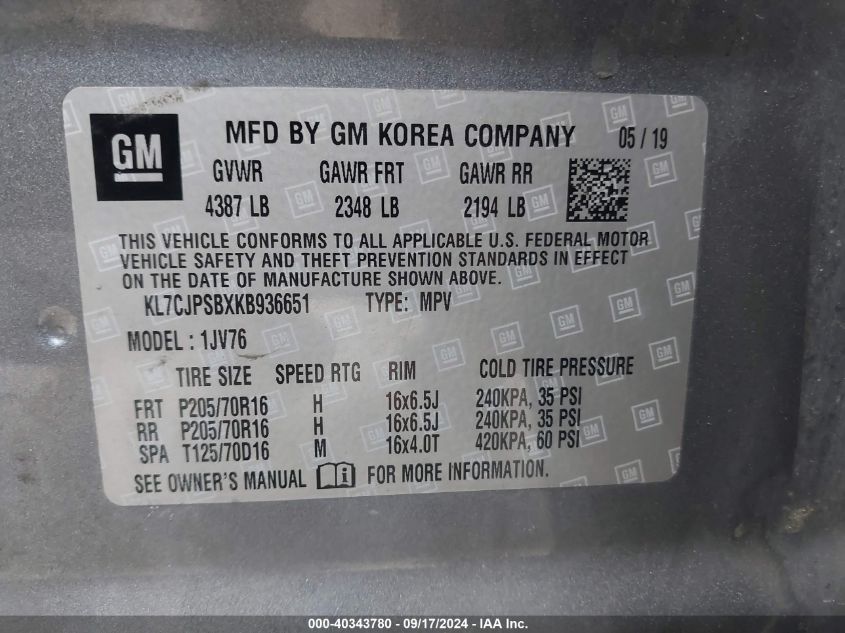 GM MFD BY GM KOREA COMPANY 05 / 19
GVWR GAWR FRT GAWR RR
4387 LB 2348 LB 2194 LB
THIS VEHICLE CONFORMS TO ALL APPLICABLE U.S. FEDERAL MOTOR
VEHICLE SAFETY AND THEFT PREVENTION STANDARDS IN EFFECT
ON THE DATE OF MANUFACTURE SHOWN ABOVE.
KL7CJPSBXKB936651 TYPE: MPV
MODEL : 1JV76
TIRE SIZE SPEED RTG RIM COLD TIRE PRESSURE
FRT P205/70R16 H 16x6.5J 240KPA, 35 PSI
RR P205/70R16 H 16x6.5J 240KPA, 35 PSI
SPA T125/70D16 M 16x4.0T 420KPA, 60 PSI
SEE OWNER'S MANUAL i FOR MORE INFORMATION.
000-40343780 - 09/17/2024 - IAA Inc.